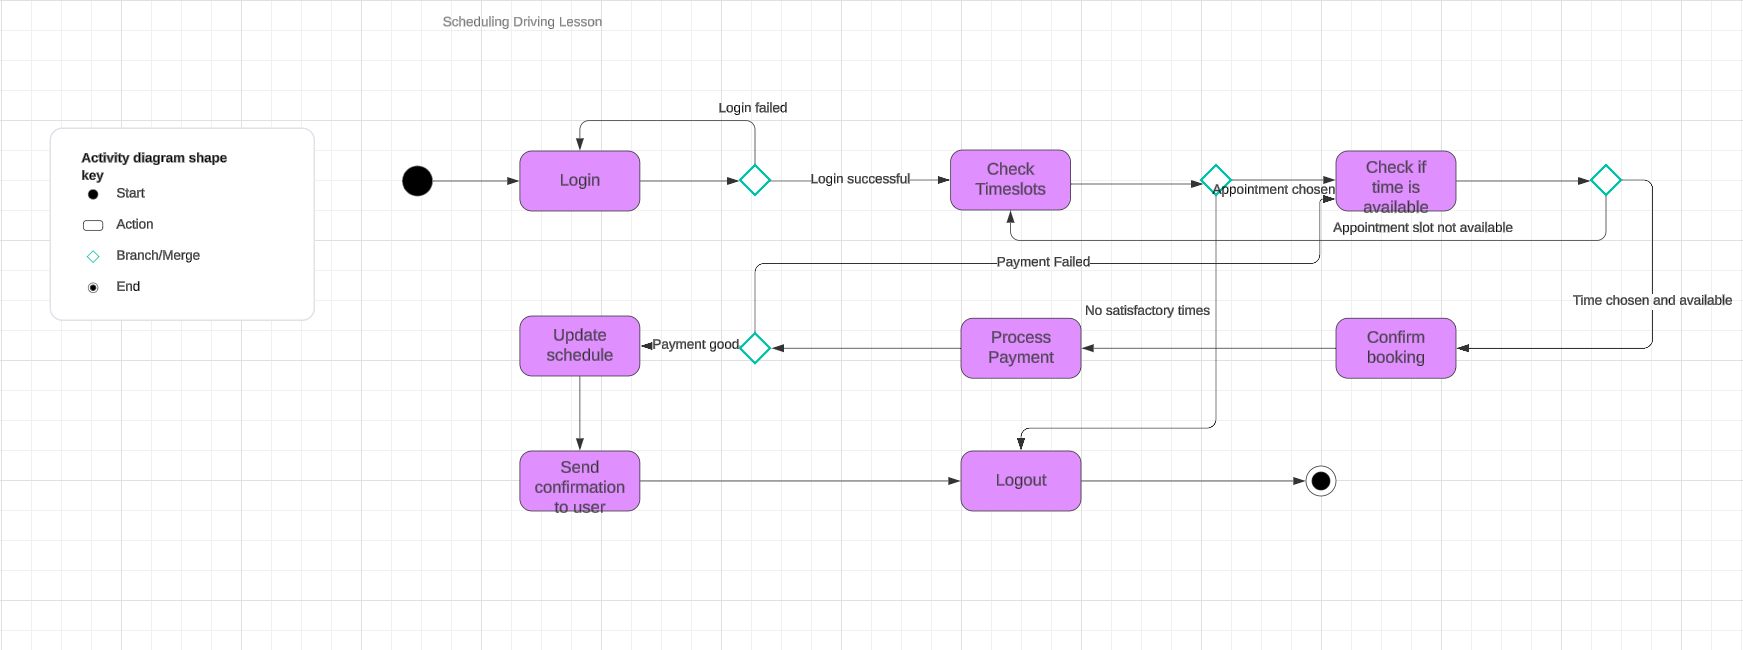 Scheduling Driving Lesson
Login failed
Activity diagram shape
key
Start
Action
Branch/Merge
End
Login
Login successful
Check
Timeslots
Appointment chosen
Check if
time is
available
Appointment slot not available
Payment Failed
Time chosen and available
No satisfactory times
Update
schedule
Payment good
Process
Payment
Confirm
booking
Send
confirmation
to user
Logout